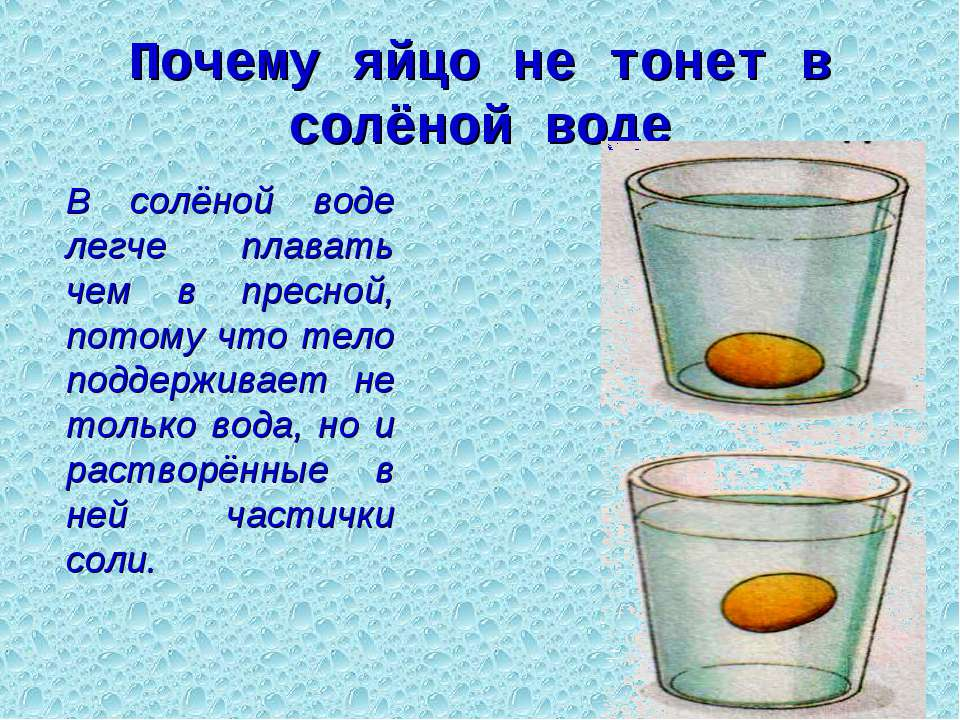 Почему яйцо не тонет в
солёной воде
В солёной воде
легче плавать
чем в пресной,
потому что тело
поддерживает не
только вода, но и
растворённые в
ней частички
соли.